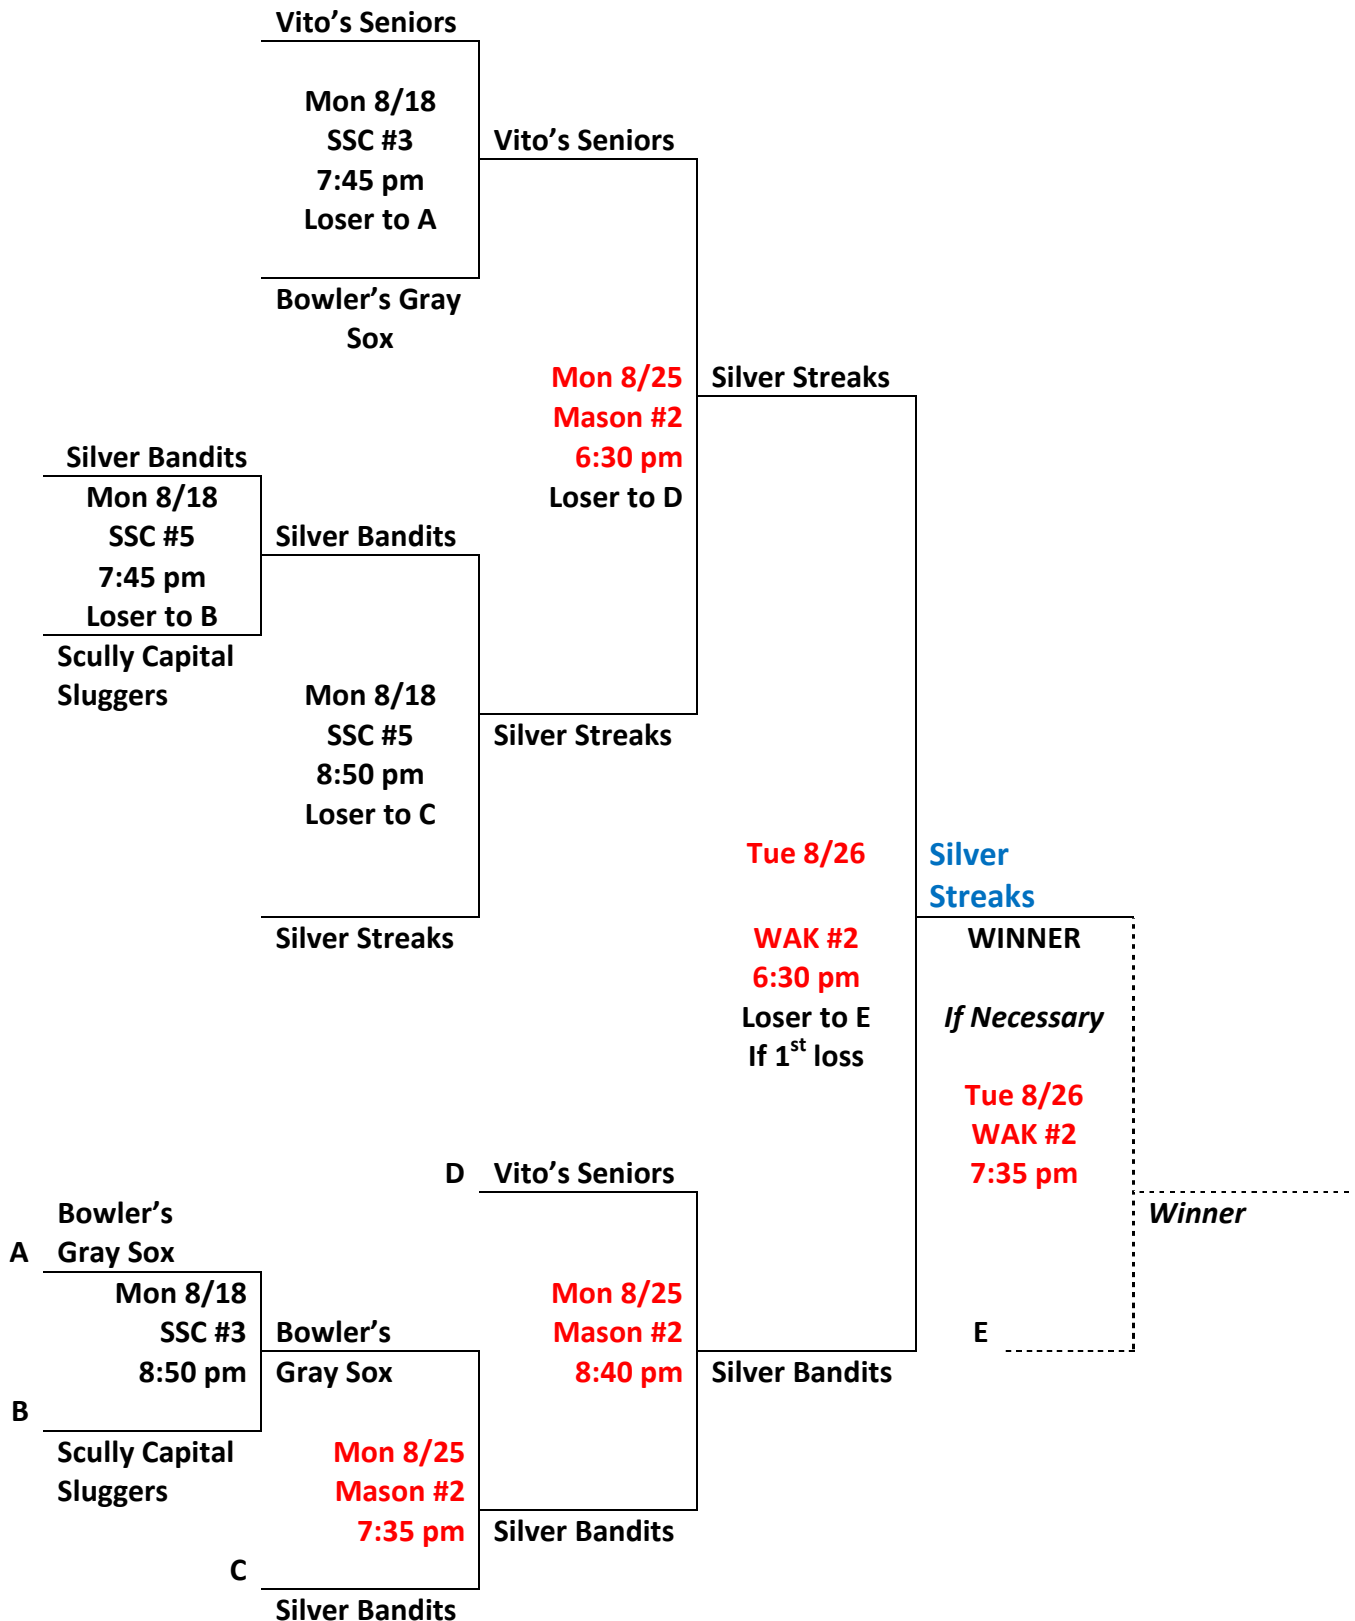 Vito’s Seniors
Mon 8/18
SSC #3
7:45 pm
Loser to A
Vito’s Seniors
Bowler’s Gray
Sox
Mon 8/25
Mason #2
6:30 pm
Loser to D
Silver Streaks
Silver Bandits
Mon 8/18
SSC #5
7:45 pm
Loser to B
Silver Bandits
Scully Capital
Sluggers
Mon 8/18
SSC #5
8:50 pm
Loser to C
Silver Streaks
Silver Streaks
Tue 8/26
WAK #2
6:30 pm
Loser to E
If 1st loss
Silver
Streaks
WINNER
If Necessary
Tue 8/26
WAK #2
7:35 pm
Winner
E
D Vito’s Seniors
Bowler’s
A Gray Sox
Mon 8/18
SSC #3
8:50 pm
Bowler’s
Gray Sox
Mon 8/25
Mason #2
8:40 pm
Silver Bandits
B
Scully Capital
Sluggers
Mon 8/25
Mason #2
7:35 pm
Silver Bandits
C
Silver Bandits